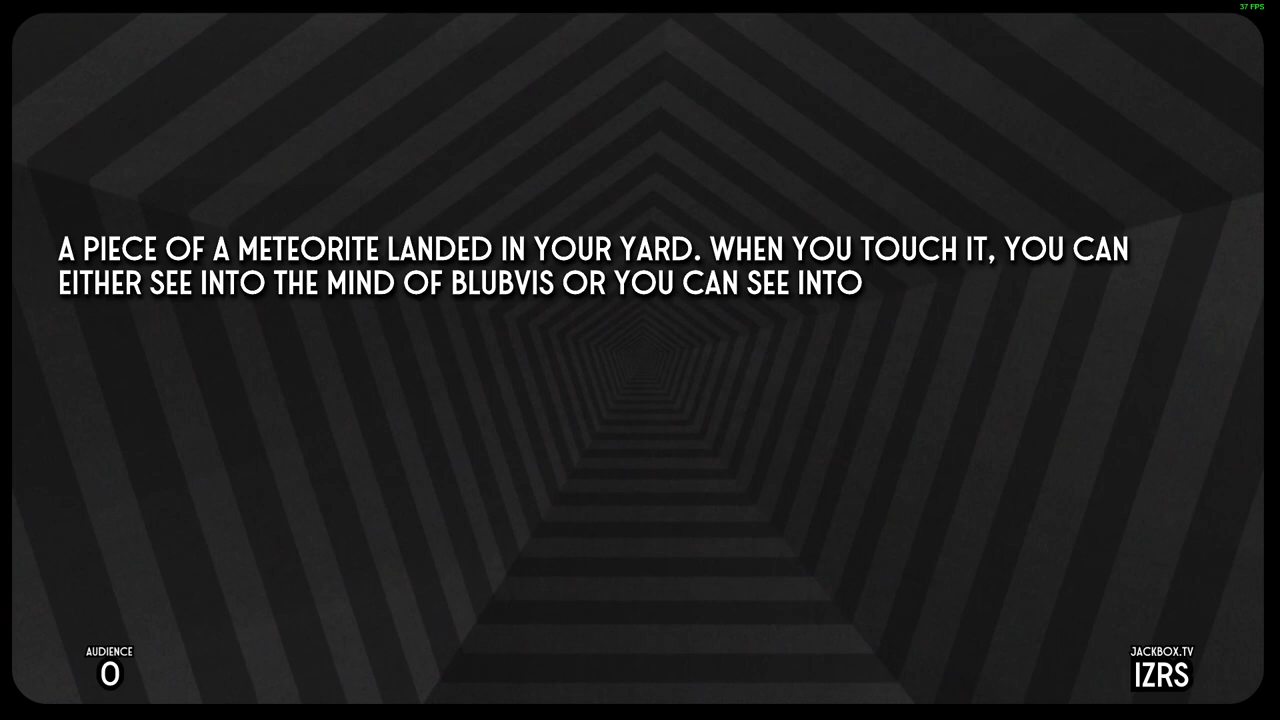 37 FPS
A PIECE OF A METEORITE LANDED IN YOUR YARD. WHEN YOU TOUCH IT, YOU CAN
EITHER SEE INTO THE MIND OF BLUBVIS OR YOU CAN SEE INTO
AUDIENCE
0
JACKBOX.TV
IZRS